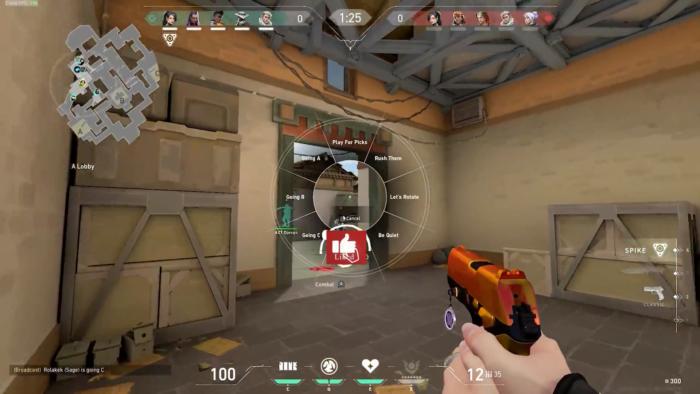 0
1:25
0
A Lobby
Play For Picks
Going A
Rush Them
Going B
Let's Rotate
Cancel
Going C
Be Quiet
Combat
SPIKE
CLASSIC
(Broadcast) Rolakek (Sage) is going C
100
C
Q
12
35
300